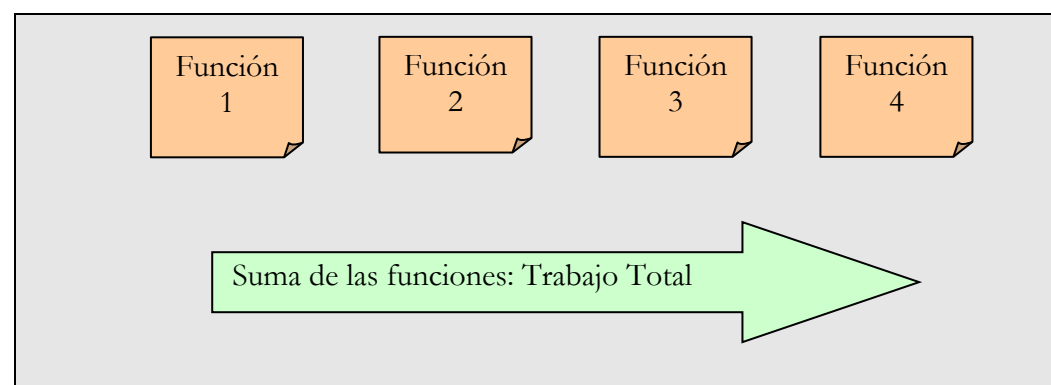 Función
1
Función
2
Función
3
Función
4
Suma de las funciones: Trabajo Total